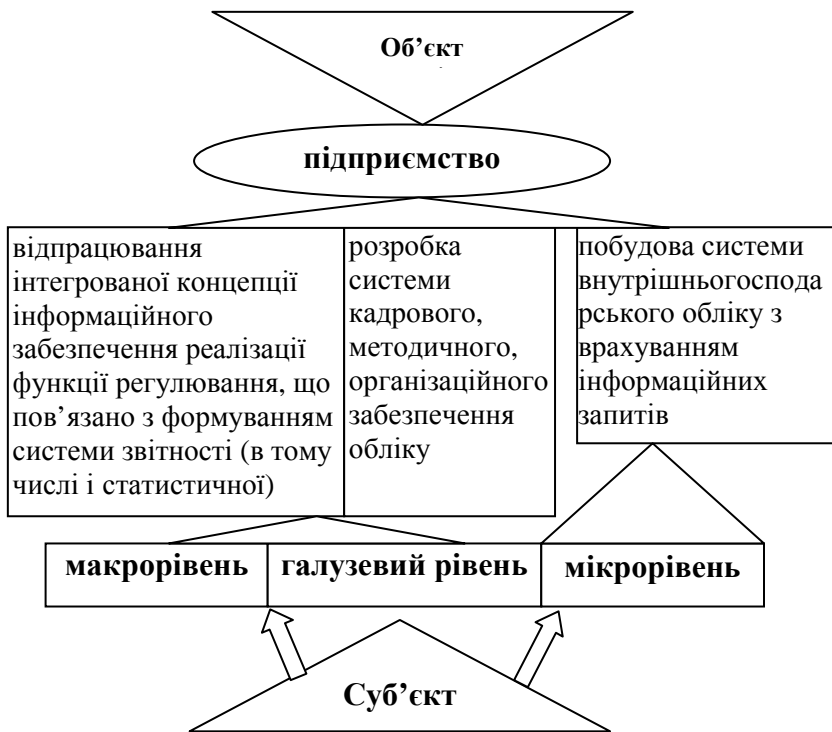 Об’єкт
підприємство
відпрацювання
інтегрованої концепції
інформаційного
забезпечення реалізації
функції регулювання, що
пов’язано з формуванням
системи звітності (в тому
числі і статистичної)
розробка
системи
кадрового,
методичного,
організаційного
забезпечення
обліку
побудова системи
внутрішньогоспода
рського обліку з
врахуванням
інформаційних
запитів
макрорівень
галузевий рівень
мікрорівень
Суб’єкт